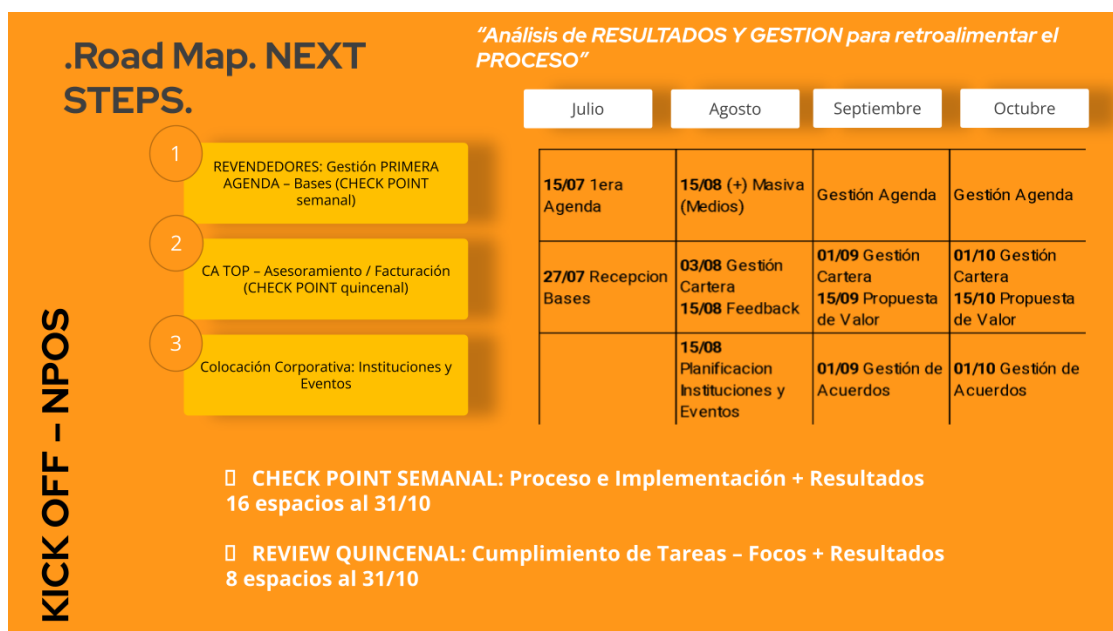 .Road Map. NEXT
STEPS.
“Análisis de RESULTADOS Y GESTION para retroalimentar el
PROCESO”
Julio
Agosto
Septiembre
Octubre
1
REVENDEDORES: Gestión PRIMERA
AGENDA – Bases (CHECK POINT
semanal)
15/07 1era
Agenda
15/08 (+) Masiva
(Medios)
Gestión Agenda
Gestión Agenda
2
CA TOP – Asesoramiento / Facturación
(CHECK POINT quincenal)
27/07 Recepcion
Bases
03/08 Gestión
Cartera
15/08 Feedback
01/09 Gestión
Cartera
15/09 Propuesta
de Valor
01/10 Gestión
Cartera
15/10 Propuesta
de Valor
3
Colocación Corporativa: Instituciones y
Eventos
15/08
Planificacion
Instituciones y
Eventos
01/09 Gestión de
Acuerdos
01/10 Gestión de
Acuerdos
CHECK POINT SEMANAL: Proceso e Implementación + Resultados
16 espacios al 31/10
REVIEW QUINCENAL: Cumplimiento de Tareas – Focos + Resultados
8 espacios al 31/10
KICK OFF – NPOS